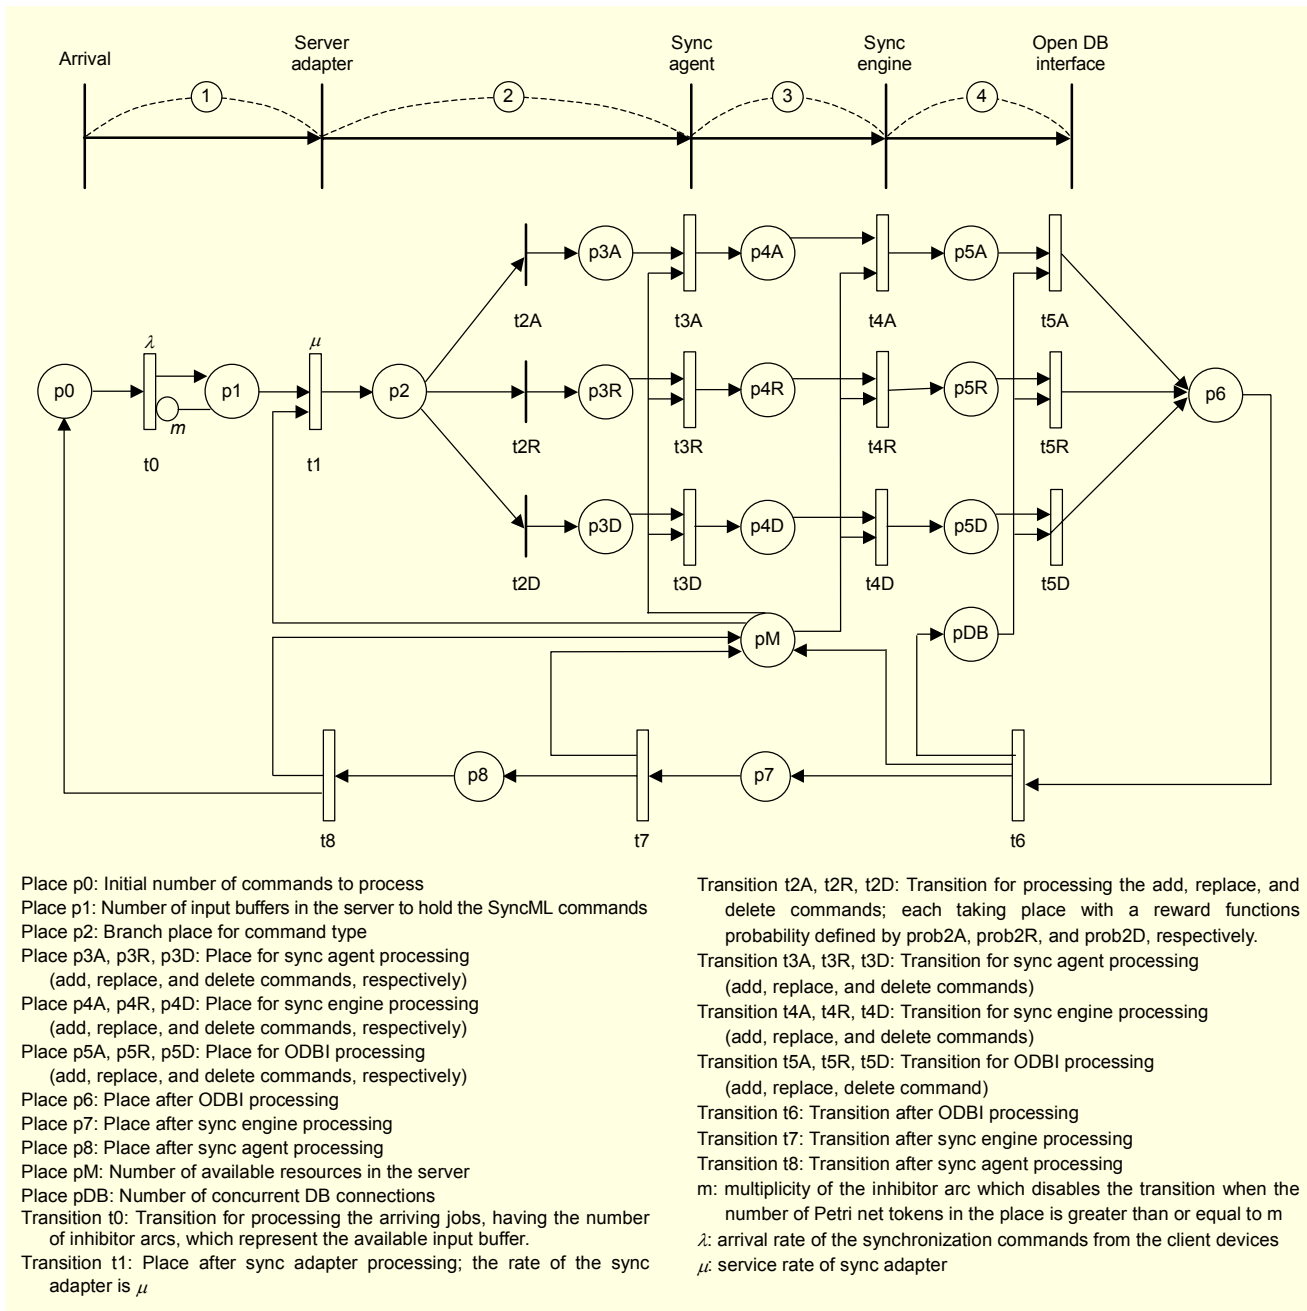 Arrival
Server
adapter
Sync
agent
Sync
engine
Open DB
interface
1
2
3
4
p3A
p4A
p5A
t2A
t3A
t4A
t5A
λ
μ
p0
p1
p2
p3R
p4R
p5R
p6
m
t0
t1
t2R
t3R
t4R
t5R
p3D
p4D
p5D
t2D
t3D
t4D
t5D
pM
pDB
p8
p7
t8
t7
t6
Place p0: Initial number of commands to process
Place p1: Number of input buffers in the server to hold the SyncML commands
Place p2: Branch place for command type
Place p3A, p3R, p3D: Place for sync agent processing
(add, replace, and delete commands, respectively)
Place p4A, p4R, p4D: Place for sync engine processing
(add, replace, and delete commands, respectively)
Place p5A, p5R, p5D: Place for ODBI processing
(add, replace, and delete commands, respectively)
Place p6: Place after ODBI processing
Place p7: Place after sync engine processing
Place p8: Place after sync agent processing
Place pM: Number of available resources in the server
Place pDB: Number of concurrent DB connections
Transition t0: Transition for processing the arriving jobs, having the number
of inhibitor arcs, which represent the available input buffer.
Transition t1: Place after sync adapter processing; the rate of the sync
adapter is μ
Transition t2A, t2R, t2D: Transition for processing the add, replace, and
delete commands; each taking place with a reward functions
probability defined by prob2A, prob2R, and prob2D, respectively.
Transition t3A, t3R, t3D: Transition for sync agent processing
(add, replace, and delete commands)
Transition t4A, t4R, t4D: Transition for sync engine processing
(add, replace, and delete commands)
Transition t5A, t5R, t5D: Transition for ODBI processing
(add, replace, delete command)
Transition t6: Transition after ODBI processing
Transition t7: Transition after sync engine processing
Transition t8: Transition after sync agent processing
m: multiplicity of the inhibitor arc which disables the transition when the
number of Petri net tokens in the place is greater than or equal to m
λ: arrival rate of the synchronization commands from the client devices
μ: service rate of sync adapter